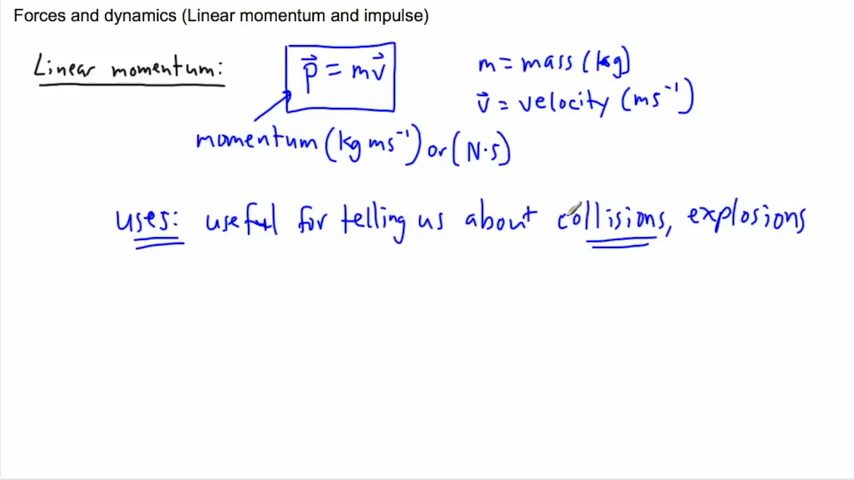 Forces and dynamics (Linear momentum and impulse)
Linear momentum: p⃗ = mv⃗ m = mass (kg)
v⃗ = velocity (ms⁻¹)
momentum (kg ms⁻¹) or (N·s)
uses: useful for telling us about collisions, explosions